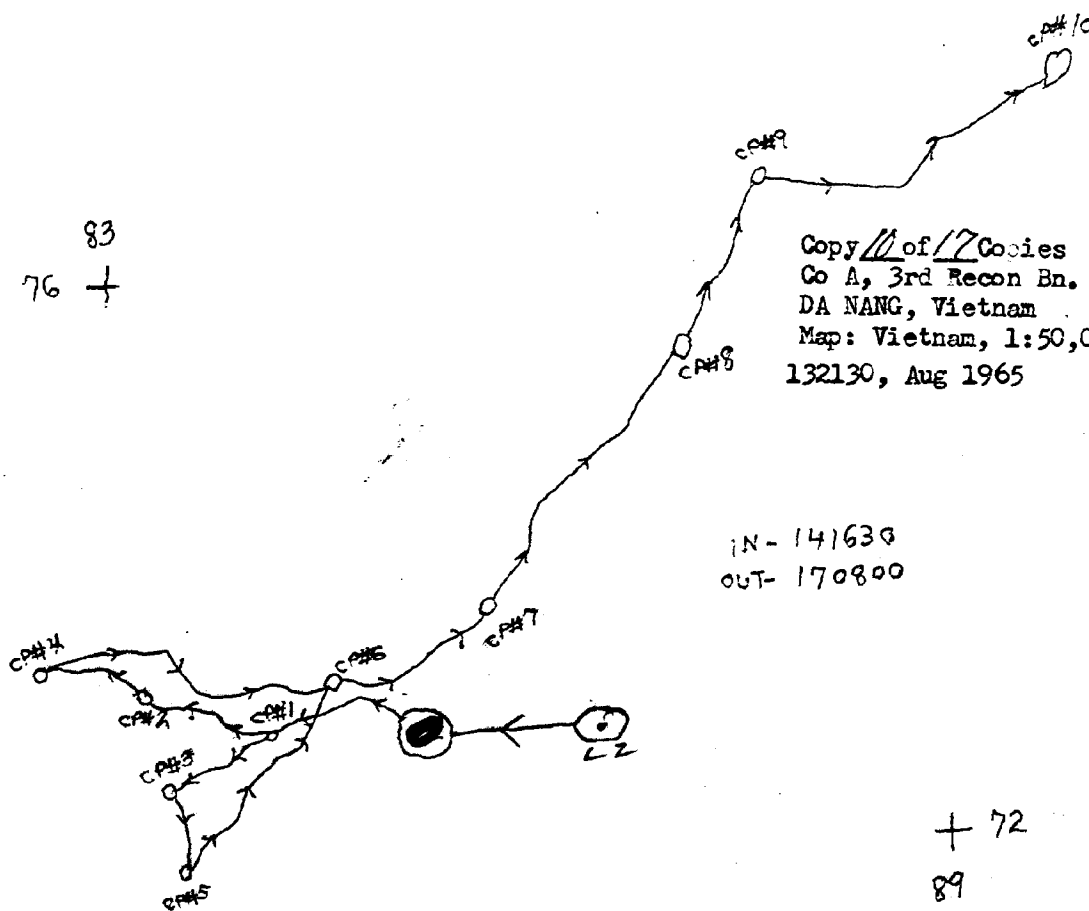 CP#10
CP#9
83
76
Copy 10 of 17 Copies
Co A, 3rd Recon Bn.
DA NANG, Vietnam
Map: Vietnam, 1:50,0
132130, Aug 1965
CP#8
IN- 141630
OUT- 170800
CP#7
CP#4
CP#6
CP#2
CP#1
LZ
CP#3
72
89
CP#5